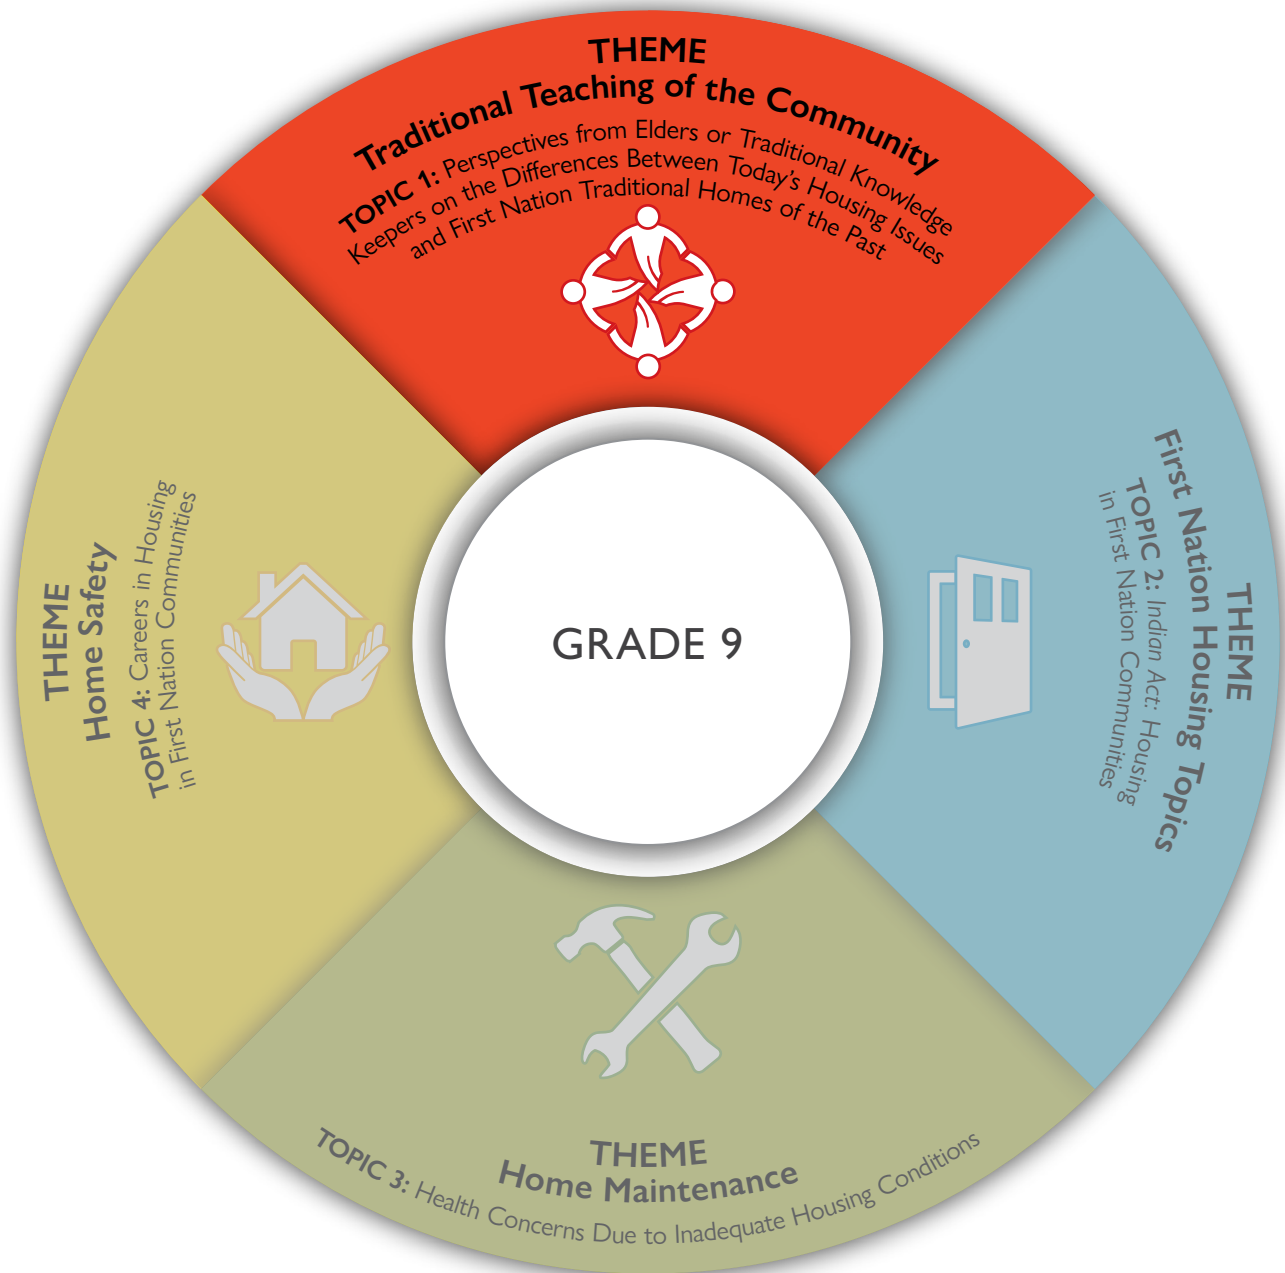 THEME
Traditional Teaching of the Community
TOPIC 1: Perspectives from Elders or Traditional Knowledge
Keepers on the Differences Between Today's Housing Issues
and First Nation Traditional Homes of the Past
THEME
First Nation Housing Topics
TOPIC 2: Indian Act: Housing
in First Nation Communities
THEME
Home Maintenance
TOPIC 3: Health Concerns Due to Inadequate Housing Conditions
THEME
Home Safety
TOPIC 4: Careers in Housing
in First Nation Communities
GRADE 9